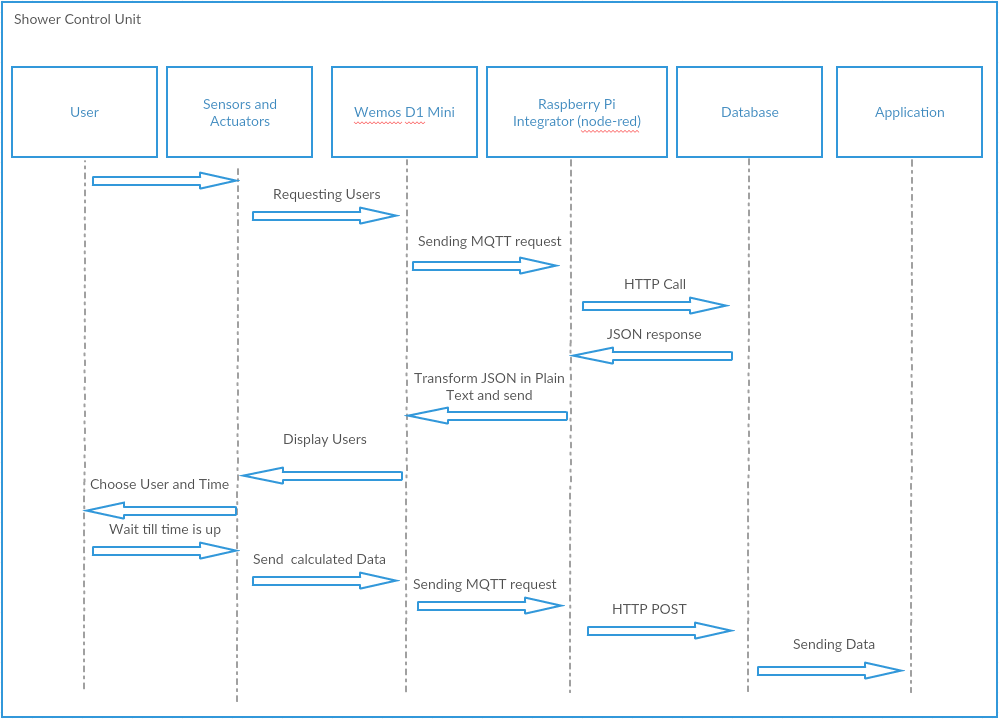 Shower Control Unit
User
Sensors and
Actuators
Wemos D1 Mini
Raspberry Pi
Integrator (node-red)
Database
Application
Requesting Users
Sending MQTT request
HTTP Call
JSON response
Transform JSON in Plain
Text and send
Display Users
Choose User and Time
Wait till time is up
Send  calculated Data
Sending MQTT request
HTTP POST
Sending Data